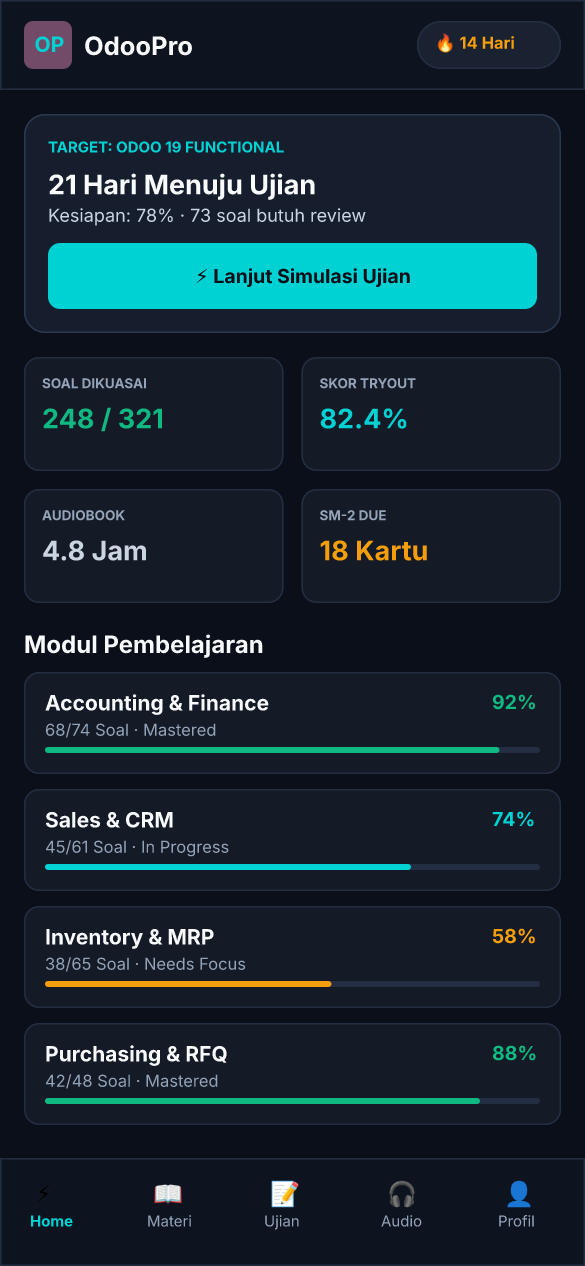 OP OdooPro
🔥 14 Hari
TARGET: ODOO 19 FUNCTIONAL
21 Hari Menuju Ujian
Kesiapan: 78% · 73 soal butuh review
⚡ Lanjut Simulasi Ujian
SOAL DIKUASAI
248 / 321
SKOR TRYOUT
82.4%
AUDIOBOOK
4.8 Jam
SM-2 DUE
18 Kartu
Modul Pembelajaran
Accounting & Finance
92%
68/74 Soal · Mastered
Sales & CRM
74%
45/61 Soal · In Progress
Inventory & MRP
58%
38/65 Soal · Needs Focus
Purchasing & RFQ
88%
42/48 Soal · Mastered
Home
Materi
Ujian
Audio
Profil